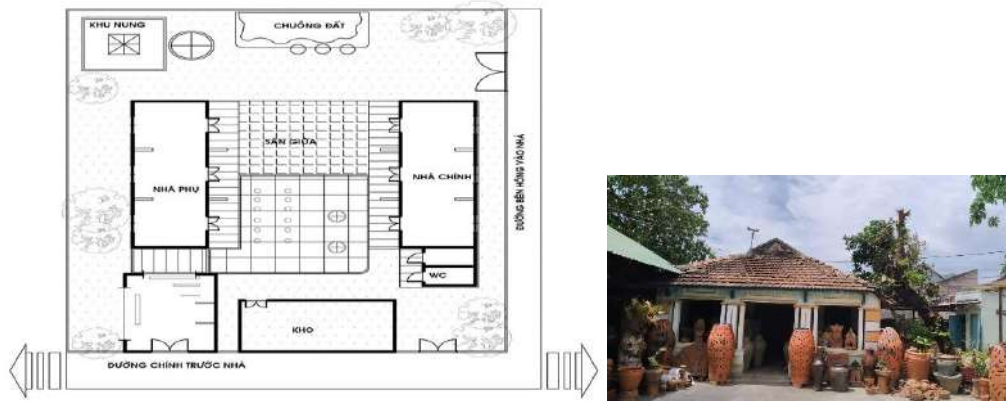 KHU NUNG
CHUỒNG ĐẤT
SÂN GIỮA
NHÀ PHỤ
NHÀ CHÍNH
ĐƯỜNG BÊN HÔNG VÀO NHÀ
WC
KHO
ĐƯỜNG CHÍNH TRƯỚC NHÀ